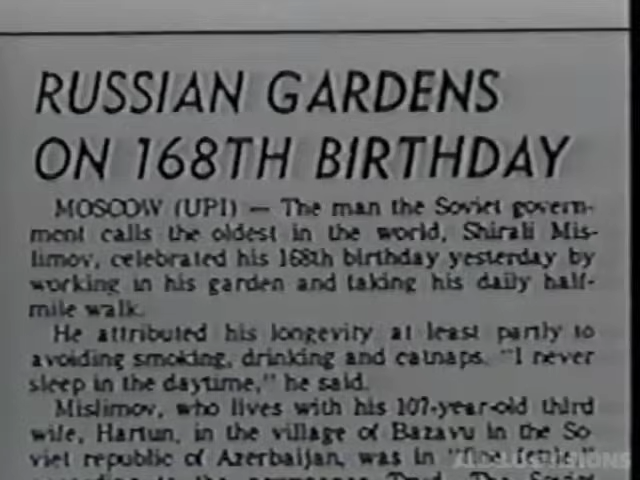 RUSSIAN GARDENS
ON 168TH BIRTHDAY
MOSCOW (UPI) — The man the Soviet govern-
ment calls the oldest in the world, Shirali Mis-
limov, celebrated his 168th birthday yesterday by
working in his garden and taking his daily half-
mile walk.
He attributed his longevity at least partly to
avoiding smoking, drinking and catnaps. "I never
sleep in the daytime," he said.
Mislimov, who lives with his 107-year-old third
wife, Hartun, in the village of Bazavu in the So-
viet republic of Azerbaijan, was in "fine fettle"